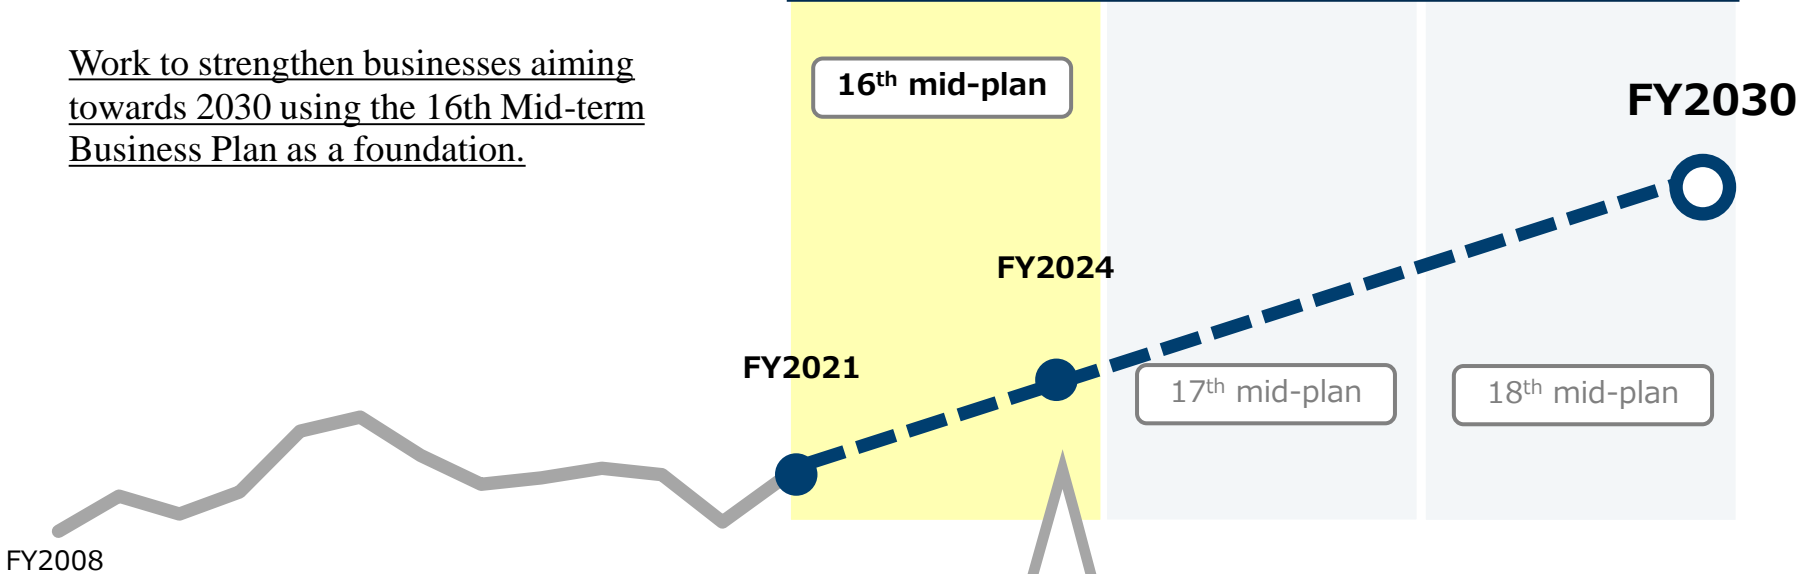 Work to strengthen businesses aiming
towards 2030 using the 16th Mid-term
Business Plan as a foundation.
16th mid-plan
FY2030
FY2024
FY2021
17th mid-plan
18th mid-plan
FY2008